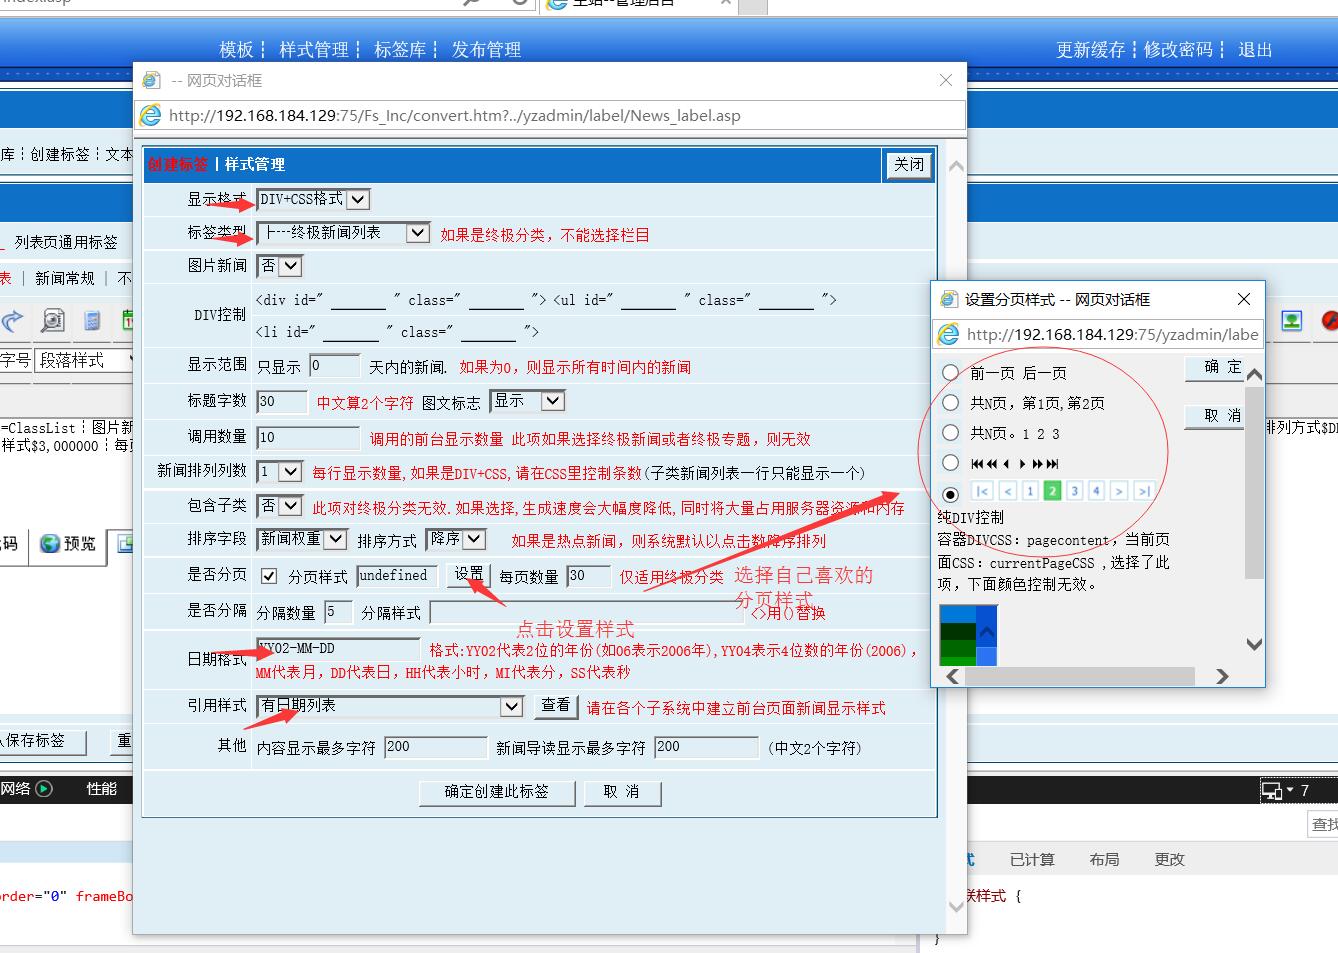 主站--管理后台
模板┆ 样式管理┆ 标签库┆ 发布管理
更新缓存┆修改密码┆ 退出
-- 网页对话框
http://192.168.184.129:75/Fs_Inc/convert.htm?../yzadmin/label/News_label.asp
库┆创建标签┆文本
创建标签 | 样式管理
关闭
显示格式 DIV+CSS格式
标签类型 ├---终极新闻列表 如果是终极分类，不能选择栏目
列表页通用标签
图片新闻 否
表 | 新闻常规 | 不
DIV控制 <div id=" " class=" "> <ul id=" " class=" ">
<li id=" " class=" ">
字号 段落样式
显示范围 只显示 0 天内的新闻. 如果为0，则显示所有时间内的新闻
标题字数 30 中文算2个字符 图文标志 显示
=ClassList┆图片新
样式$3,000000┆每页
排列方式$D
调用数量 10 调用的前台显示数量 此项如果选择终极新闻或者终极专题，则无效
新闻排列列数 1 每行显示数量,如果是DIV+CSS,请在CSS里控制条数(子类新闻列表一行只能显示一个)
包含子类 否 此项对终极分类无效.如果选择,生成速度会大幅度降低,同时将大量占用服务器资源和内存
码 预览
排序字段 新闻权重 排序方式 降序 如果是热点新闻，则系统默认以点击数降序排列
是否分页 分页样式 undefined 设置 每页数量 30 仅适用终极分类
选择自己喜欢的
分页样式
是否分隔 分隔数量 5 分隔样式 <>用()替换
点击设置样式
日期格式 YY02-MM-DD 格式:YY02代表2位的年份(如06表示2006年),YY04表示4位数的年份(2006)，
MM代表月，DD代表日，HH代表小时，MI代表分，SS代表秒
引用样式 有日期列表 查看 请在各个子系统中建立前台页面新闻显示样式
其他 内容显示最多字符 200 新闻导读显示最多字符 200 (中文2个字符)
保存标签
重
确定创建此标签 取 消
设置分页样式 -- 网页对话框
http://192.168.184.129:75/yzadmin/labe
前一页 后一页
确 定
共N页，第1页,第2页
取 消
共N页。1 2 3
|< < 1 2 3 4 > >|
纯DIV控制
容器DIVCSS：pagecontent，当前页
面CSS：currentPageCSS ,选择了此
项，下面颜色控制无效。
网络 性能
7
查找
式 已计算 布局 更改
rder="0" frameBo
联样式 {
}